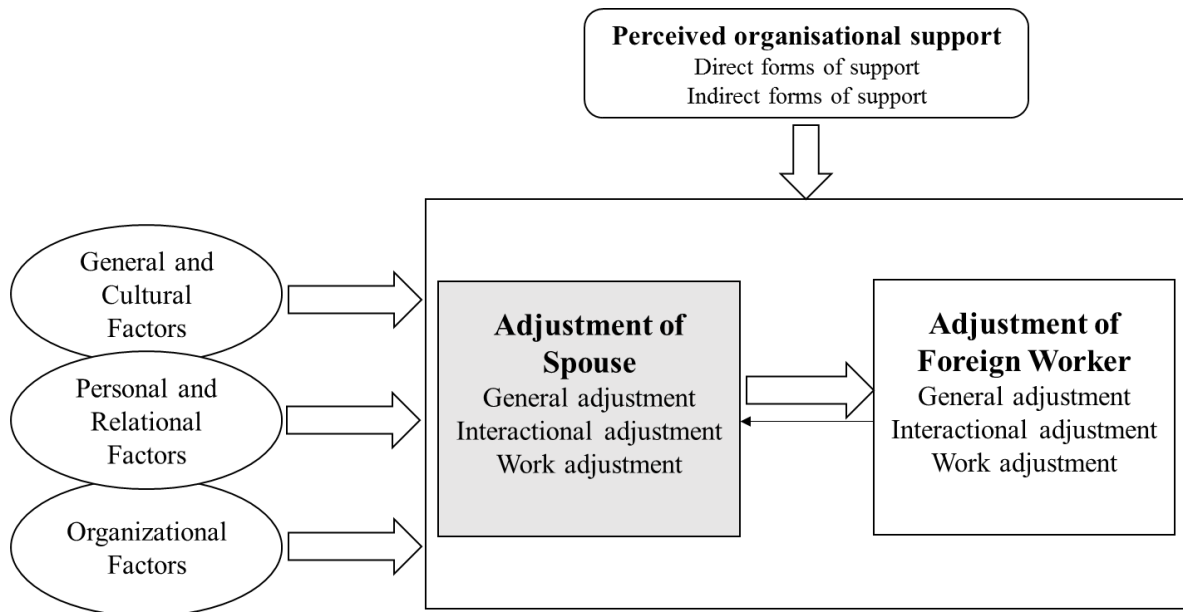 Perceived organisational support
Direct forms of support
Indirect forms of support
General and
Cultural
Factors
Personal and
Relational
Factors
Organizational
Factors
Adjustment of
Spouse
General adjustment
Interactional adjustment
Work adjustment
Adjustment of
Foreign Worker
General adjustment
Interactional adjustment
Work adjustment